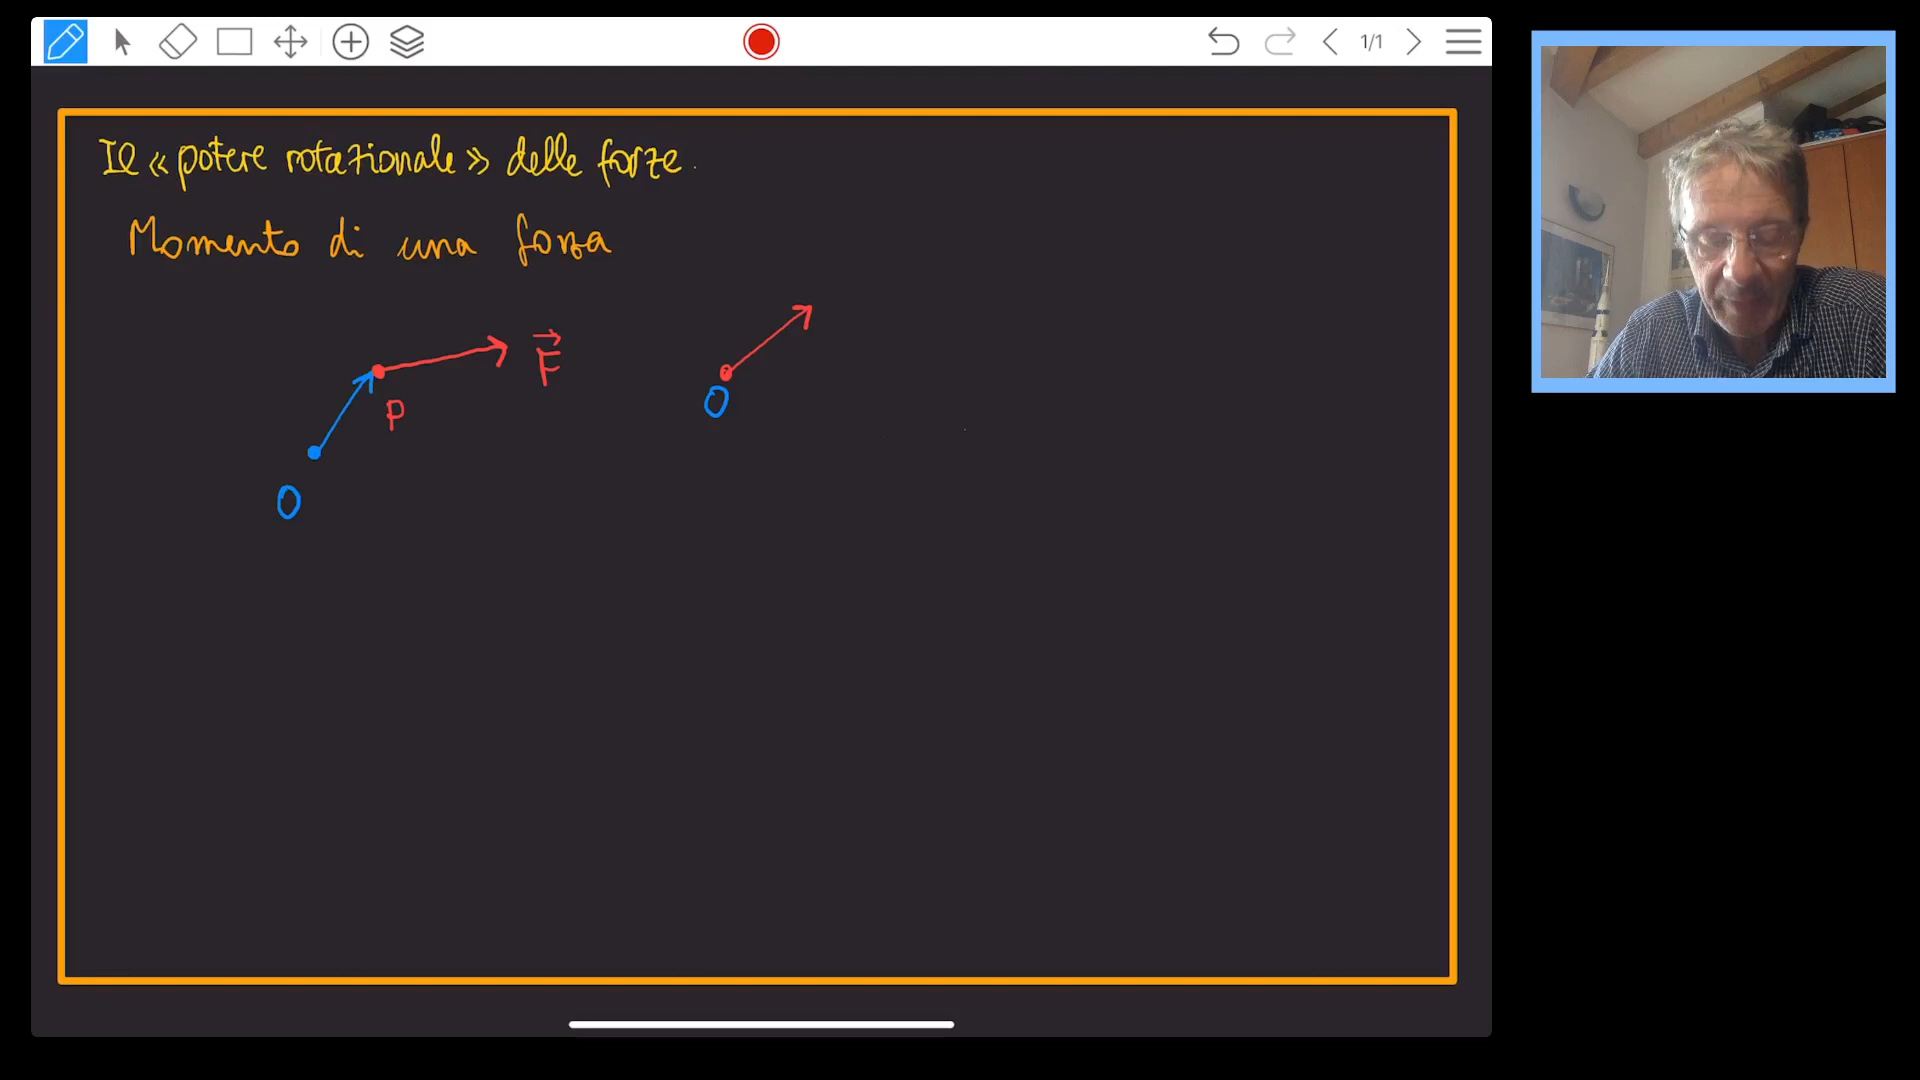 1/1
Il «potere rotazionale» delle forze.
Momento di una forza
F
P
O
O